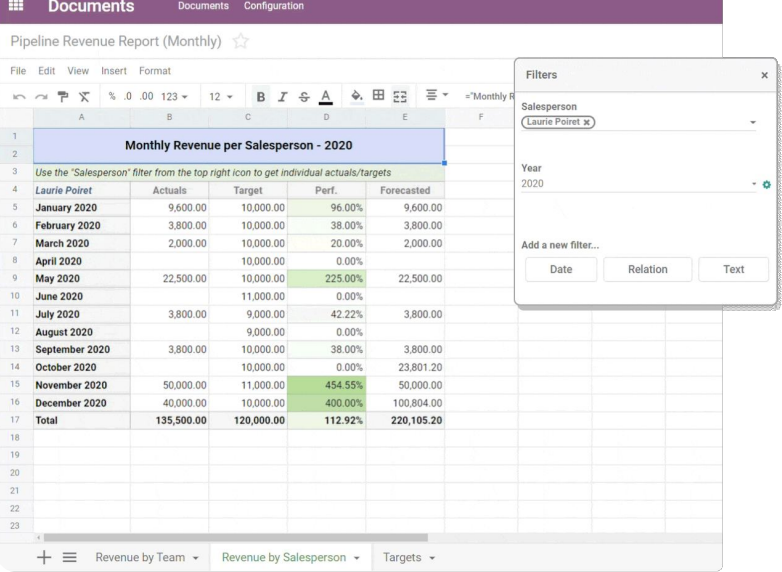 Documents Documents Configuration
Pipeline Revenue Report (Monthly)
File Edit View Insert Format
% .0 .00 123 12 B I S A ="Monthly R
A B C D E F
1
2
Monthly Revenue per Salesperson - 2020
3 Use the "Salesperson" filter from the top right icon to get individual actuals/targets
4 Laurie Poiret Actuals Target Perf. Forecasted
5 January 2020 9,600.00 10,000.00 96.00% 9,600.00
6 February 2020 3,800.00 10,000.00 38.00% 3,800.00
7 March 2020 2,000.00 10,000.00 20.00% 2,000.00
8 April 2020 10,000.00 0.00%
9 May 2020 22,500.00 10,000.00 225.00% 22,500.00
10 June 2020 11,000.00 0.00%
11 July 2020 3,800.00 9,000.00 42.22% 3,800.00
12 August 2020 9,000.00 0.00%
13 September 2020 3,800.00 10,000.00 38.00% 3,800.00
14 October 2020 10,000.00 0.00% 23,801.20
15 November 2020 50,000.00 11,000.00 454.55% 50,000.00
16 December 2020 40,000.00 10,000.00 400.00% 100,804.00
17 Total 135,500.00 120,000.00 112.92% 220,105.20
18
19
20
21
22
23
Revenue by Team Revenue by Salesperson Targets
Filters ×
Salesperson
Laurie Poiret ×
Year
2020
Add a new filter...
Date Relation Text